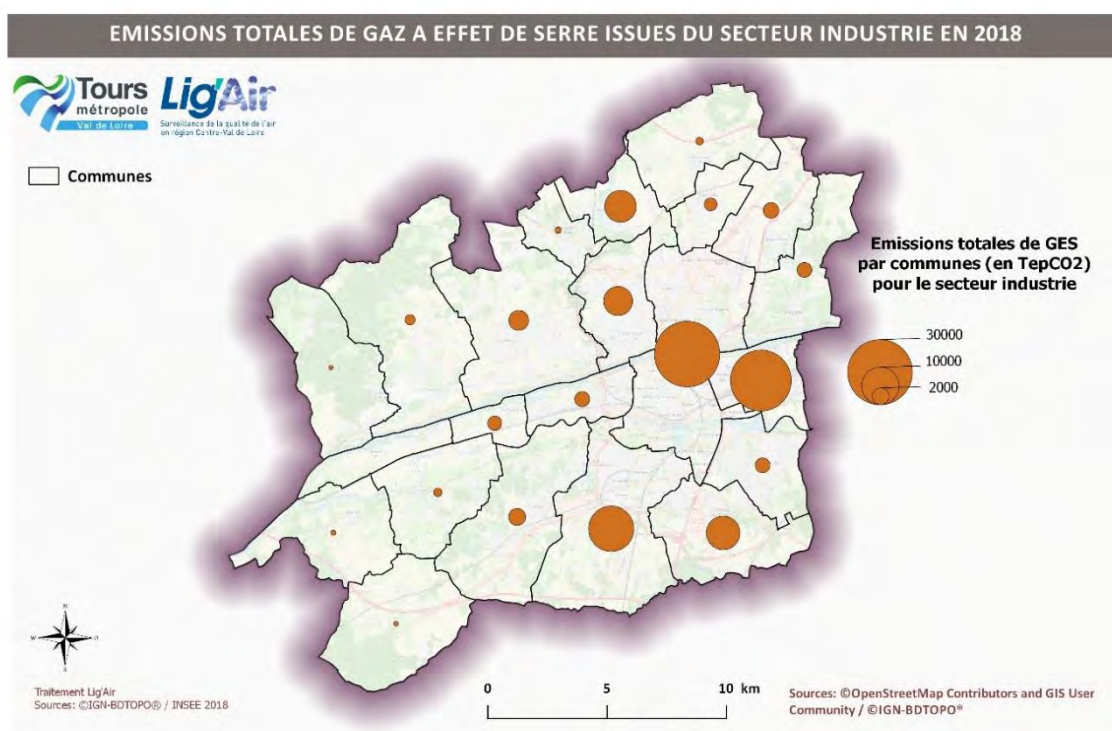 EMISSIONS TOTALES DE GAZ A EFFET DE SERRE ISSUES DU SECTEUR INDUSTRIE EN 2018
Tours
métropole
Val de Loire
Lig'Air
Surveillance de la qualité de l'air
en région Centre-Val de Loire
Communes
Emissions totales de GES
par communes (en TepCO2)
pour le secteur industrie
30000
10000
2000
N
W
O
S
Traitement Lig'Air
Sources: ©IGN-BDTOPO® / INSEE 2018
0 5 10 km
Sources: ©OpenStreetMap Contributors and GIS User
Community / ©IGN-BDTOPO®